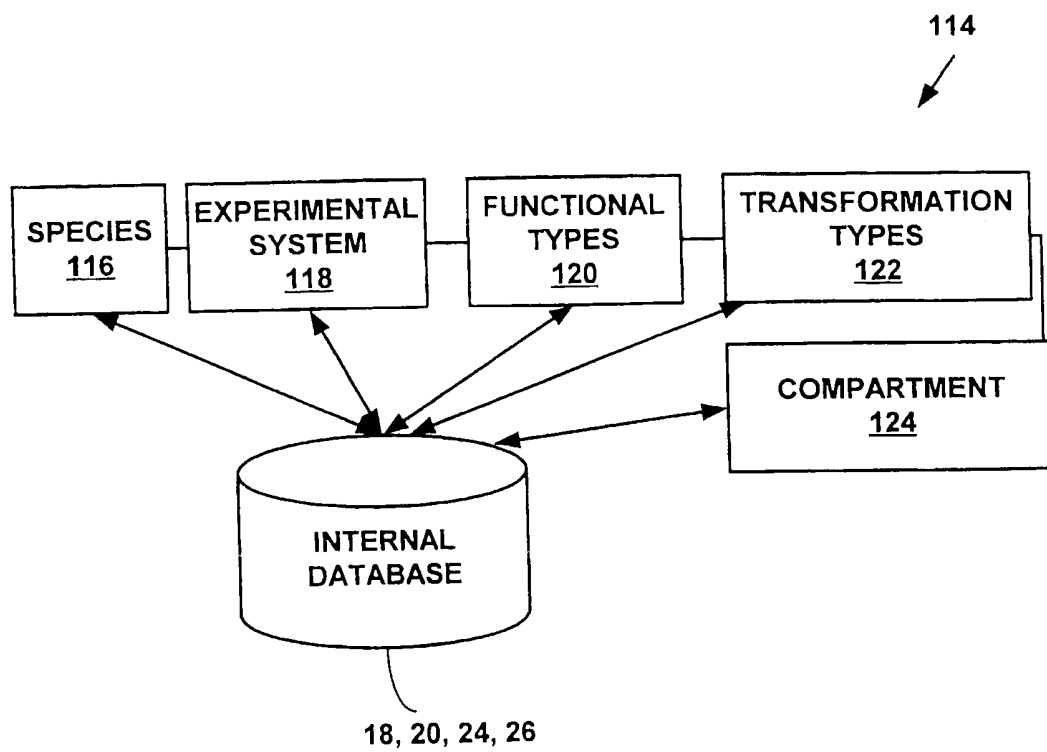 114
SPECIES
116
EXPERIMENTAL
SYSTEM
118
FUNCTIONAL
TYPES
120
TRANSFORMATION
TYPES
122
COMPARTMENT
124
INTERNAL
DATABASE
18, 20, 24, 26